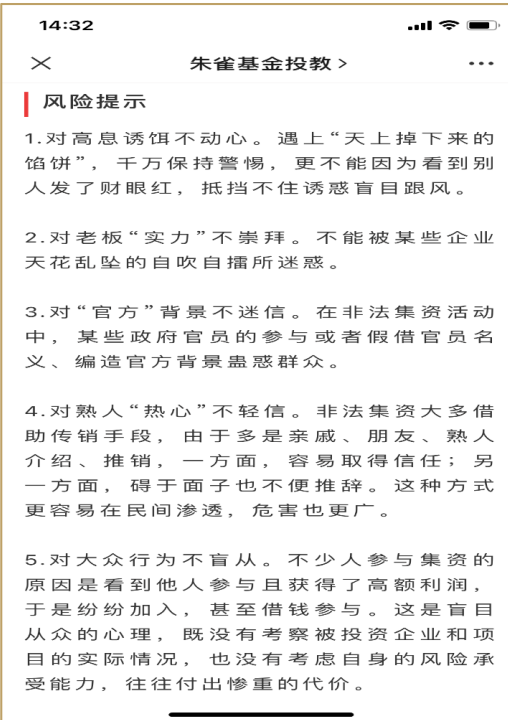 14:32
朱雀基金投教>
风险提示
1.对高息诱饵不动心。遇上“天上掉下来的
馅饼”，千万保持警惕，更不能因为看到别
人发了财眼红，抵挡不住诱惑盲目跟风。
2.对老板“实力”不崇拜。不能被某些企业
天花乱坠的自吹自擂所迷惑。
3.对“官方”背景不迷信。在非法集资活动
中，某些政府官员的参与或者假借官员名
义、编造官方背景蛊惑群众。
4.对熟人“热心”不轻信。非法集资大多借
助传销手段，由于多是亲戚、朋友、熟人
介绍、推销，一方面，容易取得信任；另
一方面，碍于面子也不便推辞。这种方式
更容易在民间渗透，危害也更广。
5.对大众行为不盲从。不少人参与集资的
原因是看到他人参与且获得了高额利润，
于是纷纷加入，甚至借钱参与。这是盲目
从众的心理，既没有考察被投资企业和项
目的实际情况，也没有考虑自身的风险承
受能力，往往付出惨重的代价。